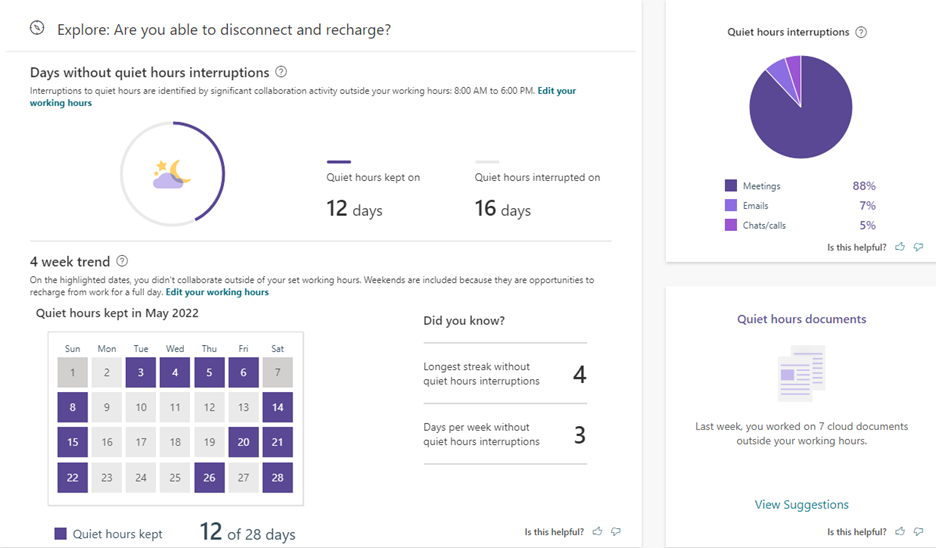 Explore: Are you able to disconnect and recharge?
Days without quiet hours interruptions ?
Interruptions to quiet hours are identified by significant collaboration activity outside your working hours: 8:00 AM to 6:00 PM. Edit your
working hours
Quiet hours kept on
12 days
Quiet hours interrupted on
16 days
4 week trend ?
On the highlighted dates, you didn't collaborate outside of your set working hours. Weekends are included because they are opportunities to
recharge from work for a full day. Edit your working hours
Quiet hours kept in May 2022
Sun Mon Tue Wed Thu Fri Sat
1 2 3 4 5 6 7
8 9 10 11 12 13 14
15 16 17 18 19 20 21
22 23 24 25 26 27 28
Quiet hours kept 12 of 28 days
Did you know?
Longest streak without
quiet hours interruptions
4
Days per week without
quiet hours interruptions
3
Is this helpful?
Quiet hours interruptions ?
Meetings 88%
Emails 7%
Chats/calls 5%
Is this helpful?
Quiet hours documents
Last week, you worked on 7 cloud documents
outside your working hours.
View Suggestions
Is this helpful?